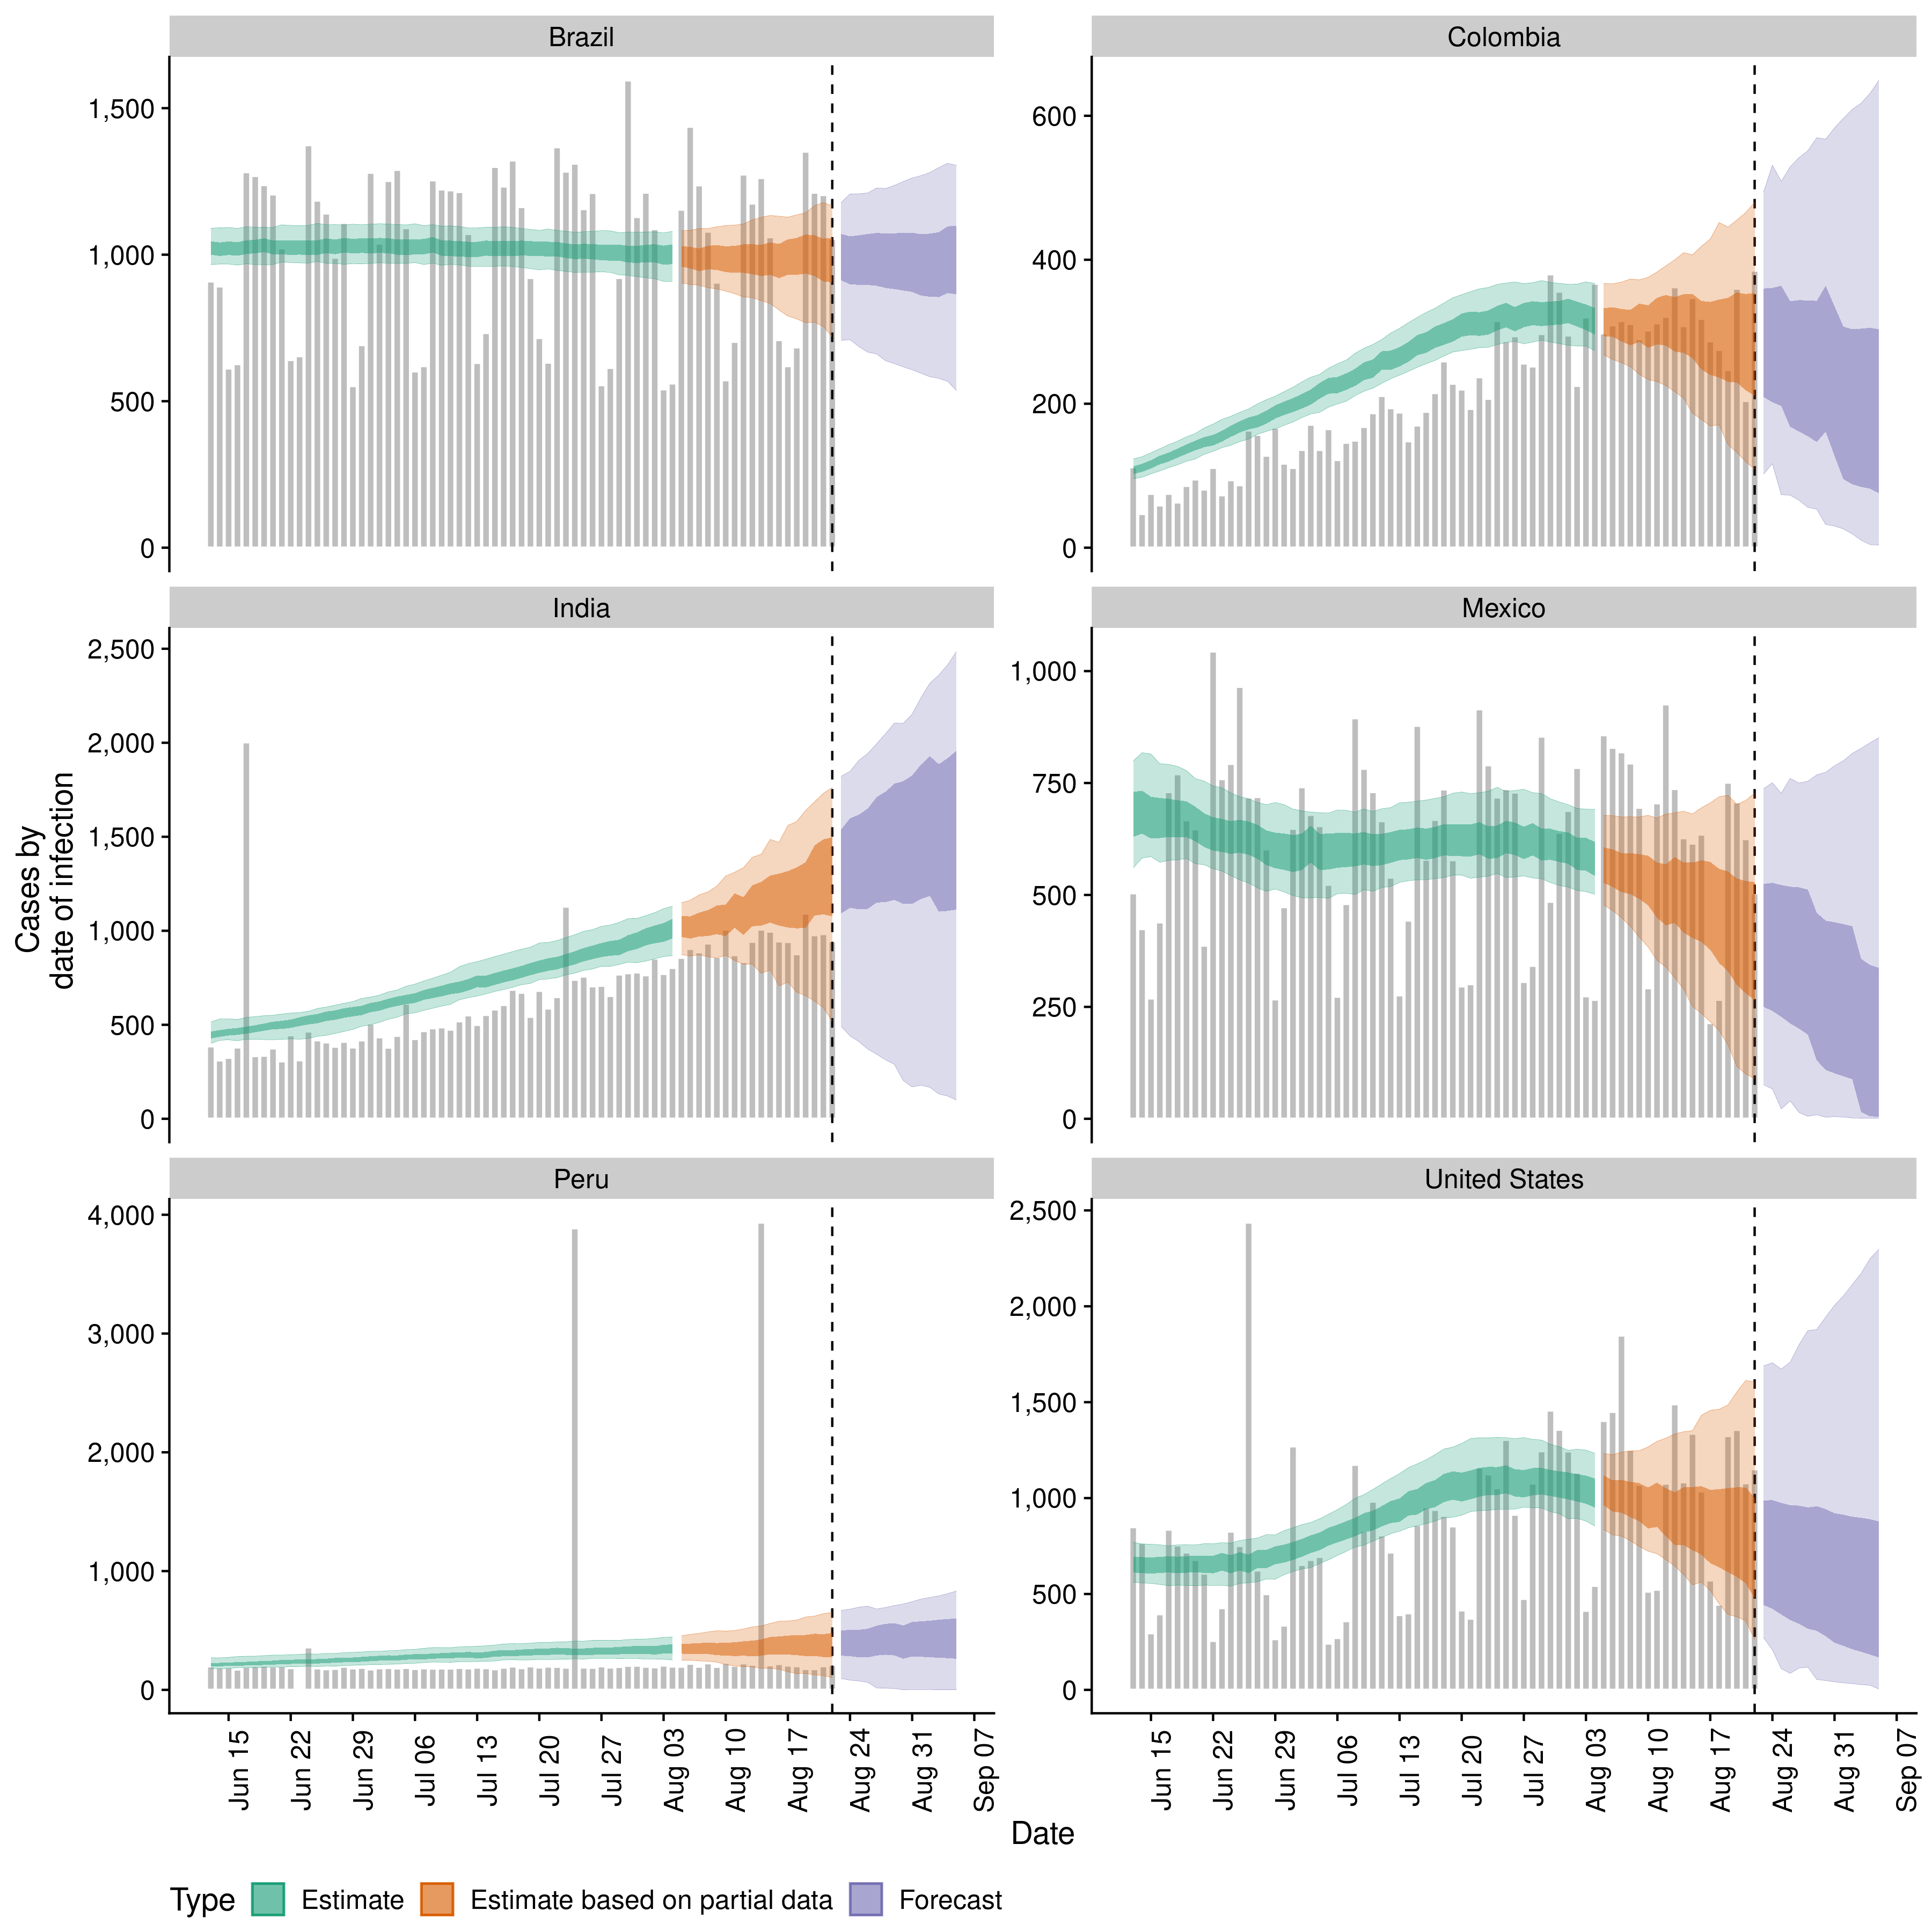 Brazil
Colombia
1,500
1,000
500
0
600
400
200
0
India
Mexico
2,500
2,000
1,500
1,000
500
0
1,000
750
500
250
0
Peru
United States
4,000
3,000
2,000
1,000
0
2,500
2,000
1,500
1,000
500
0
Cases by
date of infection
Jun 15
Jun 22
Jun 29
Jul 06
Jul 13
Jul 20
Jul 27
Aug 03
Aug 10
Aug 17
Aug 24
Aug 31
Sep 07
Jun 15
Jun 22
Jun 29
Jul 06
Jul 13
Jul 20
Jul 27
Aug 03
Aug 10
Aug 17
Aug 24
Aug 31
Sep 07
Date
Type Estimate Estimate based on partial data Forecast